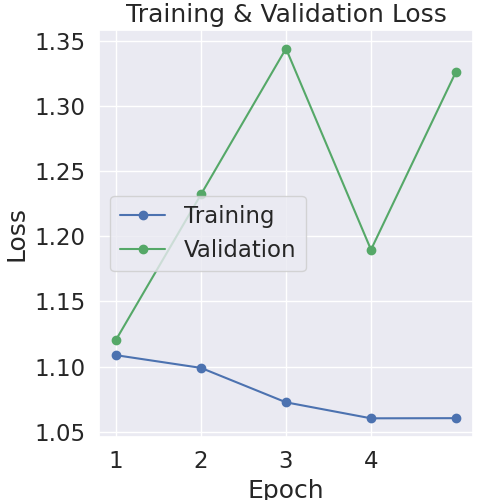 Training & Validation Loss
Loss
1.35
1.30
1.25
1.20
1.15
1.10
1.05
Training
Validation
1 2 3 4
Epoch